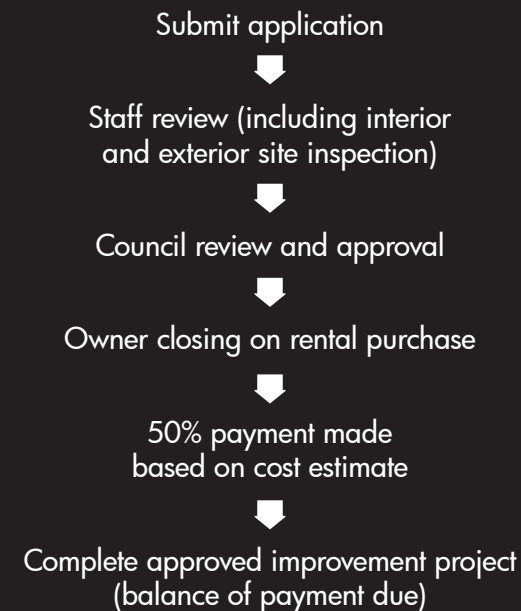 Submit application
Staff review (including interior
and exterior site inspection)
Council review and approval
Owner closing on rental purchase
50% payment made
based on cost estimate
Complete approved improvement project
(balance of payment due)